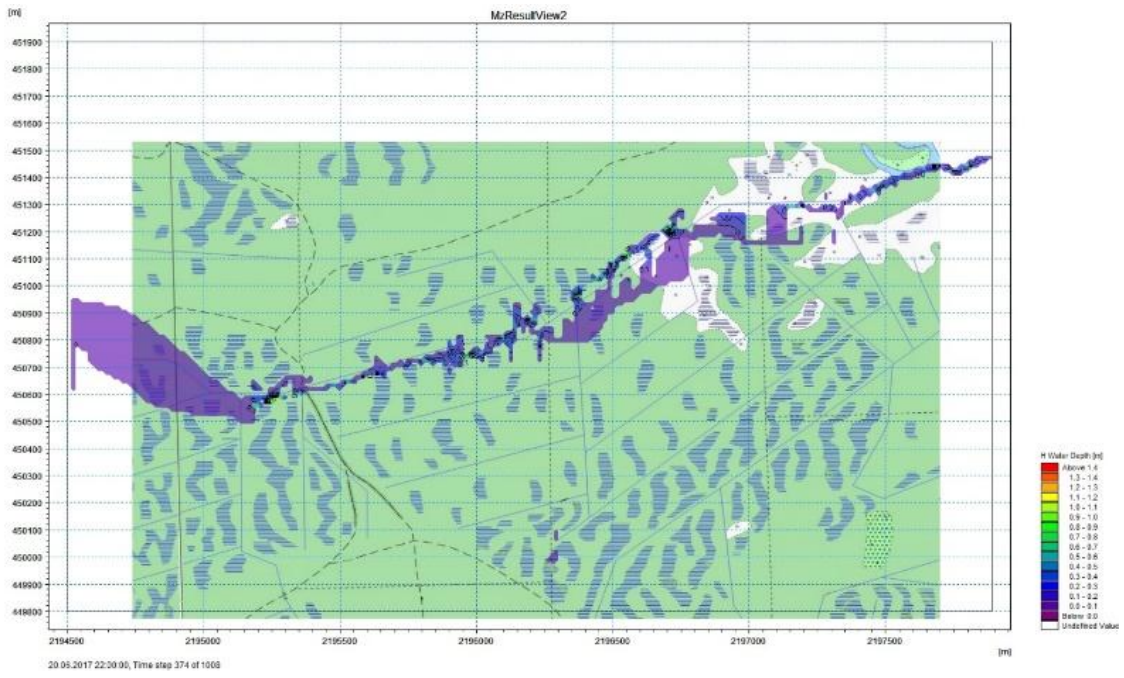 MzResultView2
[m]
451900
451800
451700
451600
451500
451400
451300
451200
451100
451000
450900
450800
450700
450600
450500
450400
450300
450200
450100
450000
449900
449800
2194500 2195000 2195500 2196000 2196500 2197000 2197500
[m]
H Water Depth [m]
Above 1.4
1.3 - 1.4
1.2 - 1.3
1.1 - 1.2
1.0 - 1.1
0.9 - 1.0
0.8 - 0.9
0.7 - 0.8
0.6 - 0.7
0.5 - 0.6
0.4 - 0.5
0.3 - 0.4
0.2 - 0.3
0.1 - 0.2
0.0 - 0.1
Below 0.0
Undefined Value
20.06.2017 22:00:00, Time step 374 of 1008